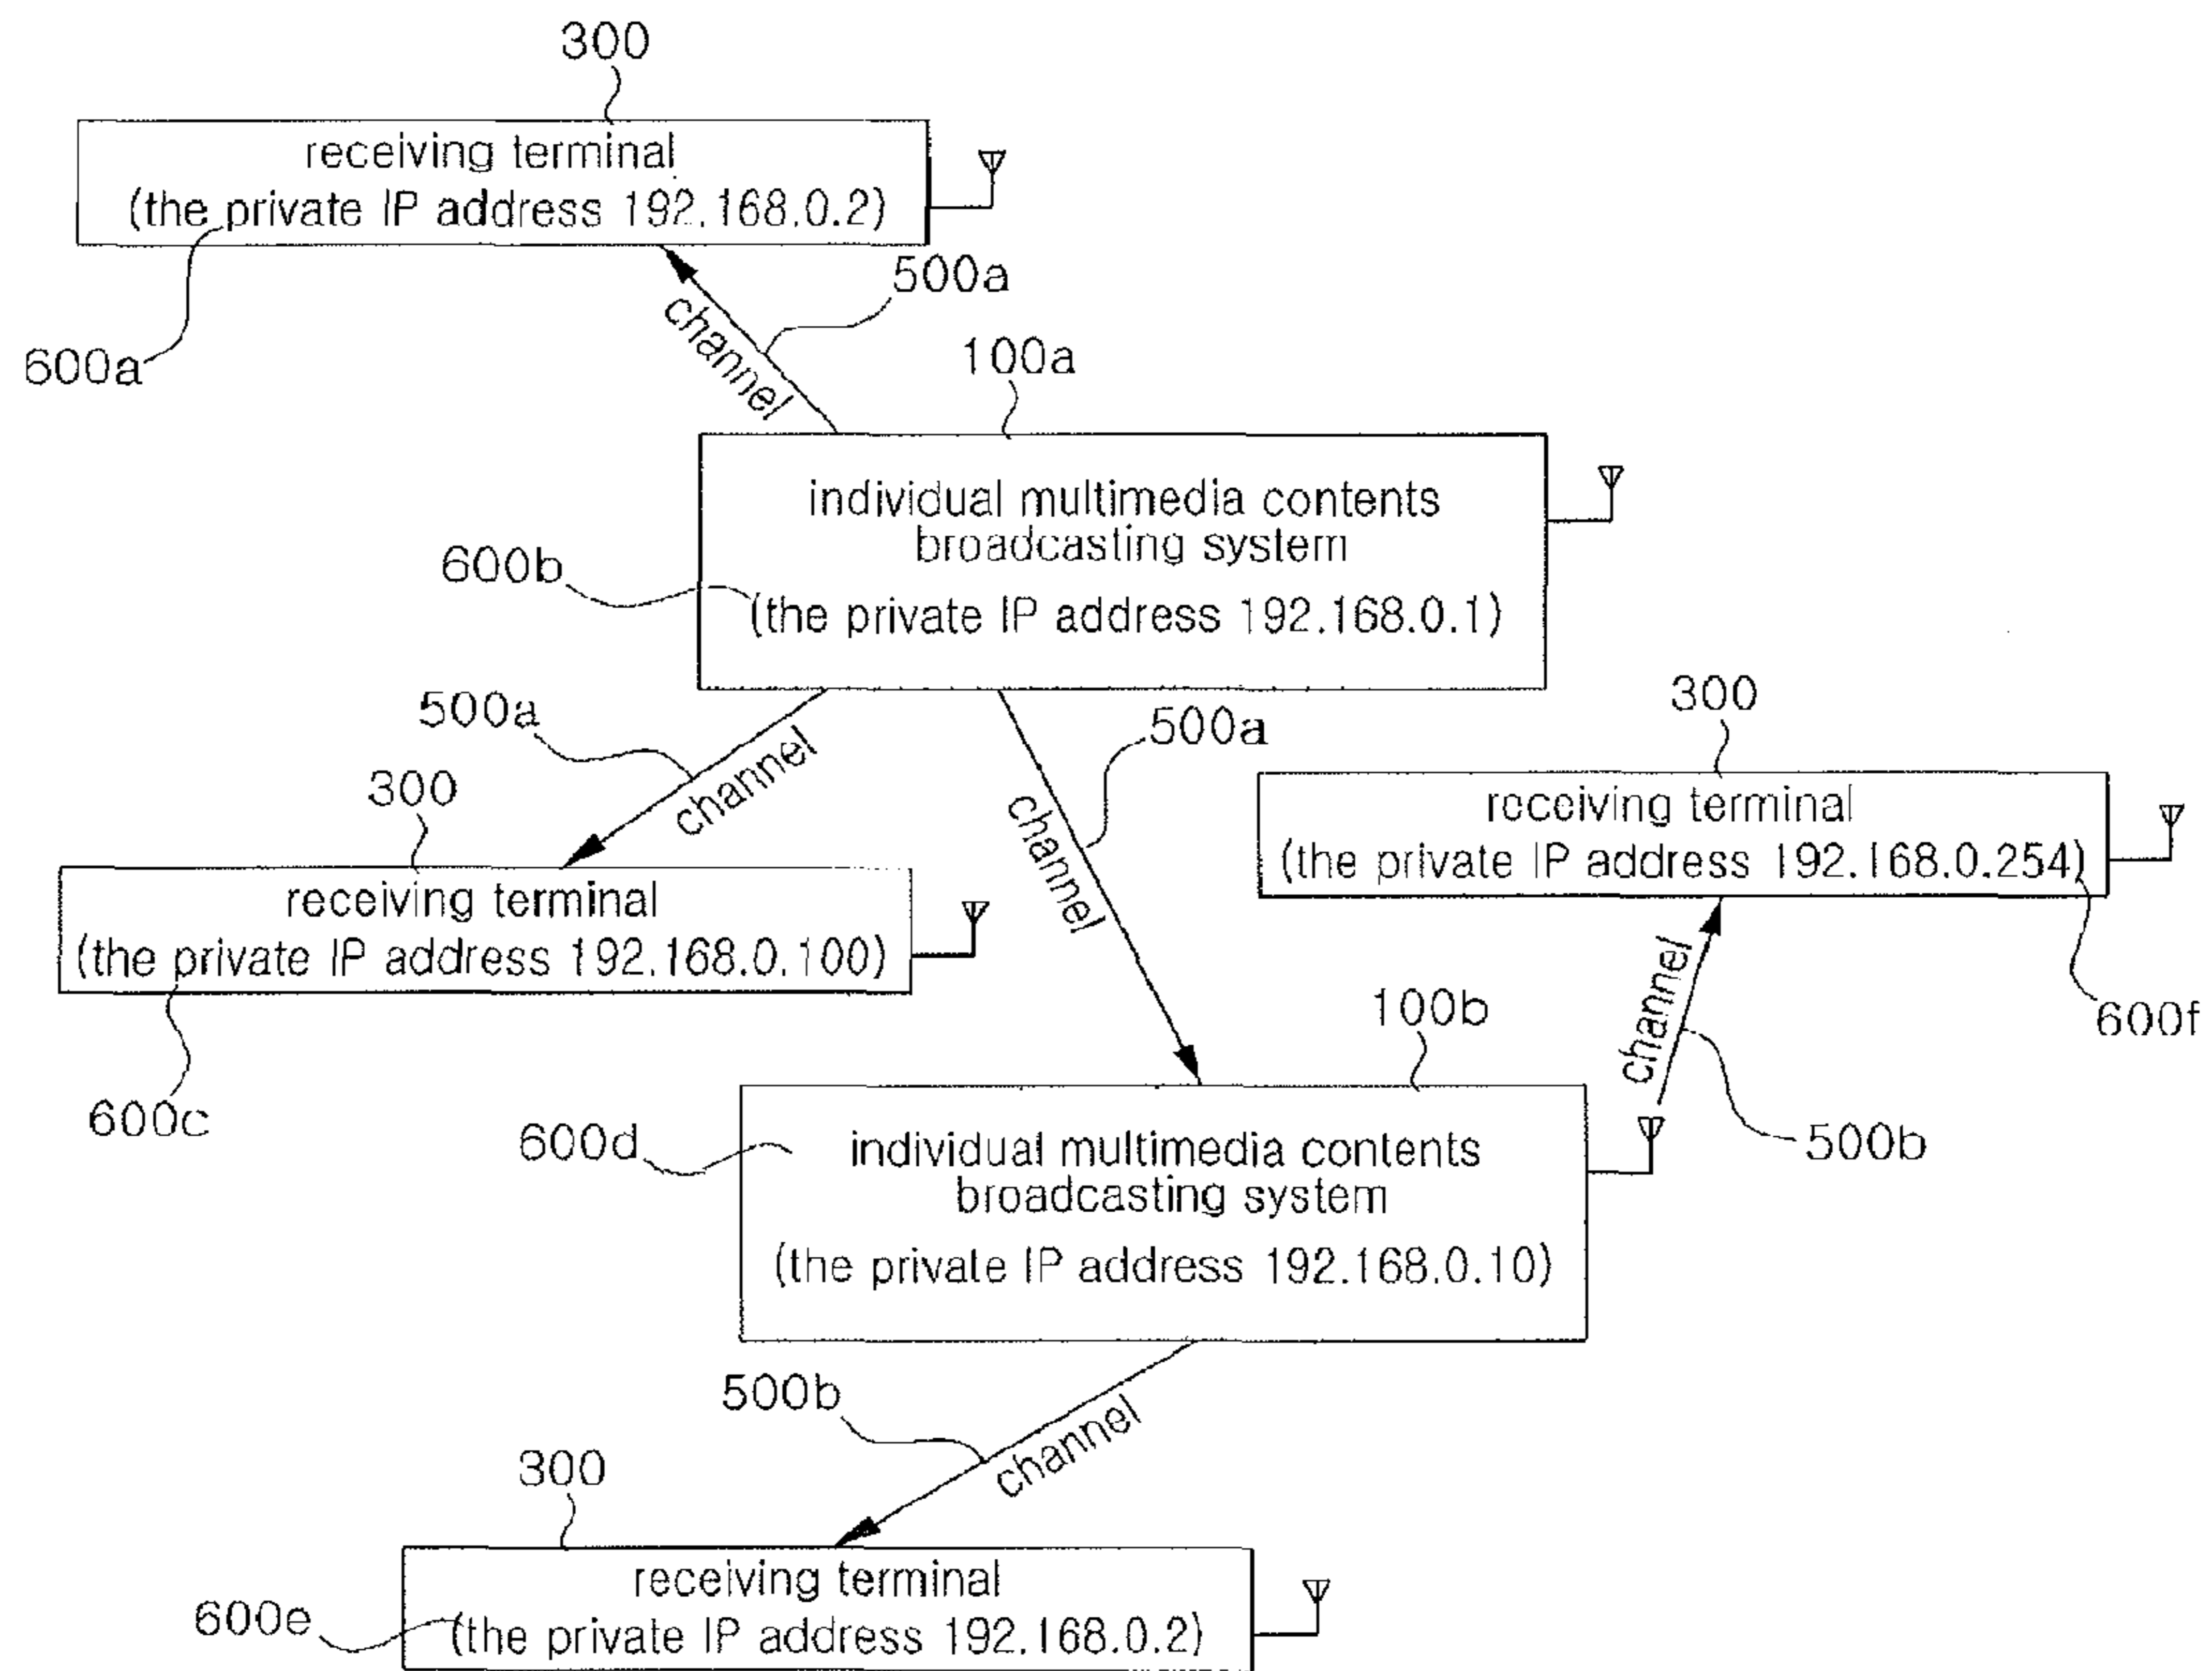 300
receiving terminal
(the private IP address 192.168.0.2)
500a
channel
600a
100a
individual multimedia contents
broadcasting system
600b
(the private IP address 192.168.0.1)
500a
channel
500a
channel
300
receiving terminal
(the private IP address 192.168.0.254)
600f
300
receiving terminal
(the private IP address 192.168.0.100)
600c
100b
channel
500b
600d
individual multimedia contents
broadcasting system
(the private IP address 192.168.0.10)
500b
channel
300
receiving terminal
600e
(the private IP address 192.168.0.2)